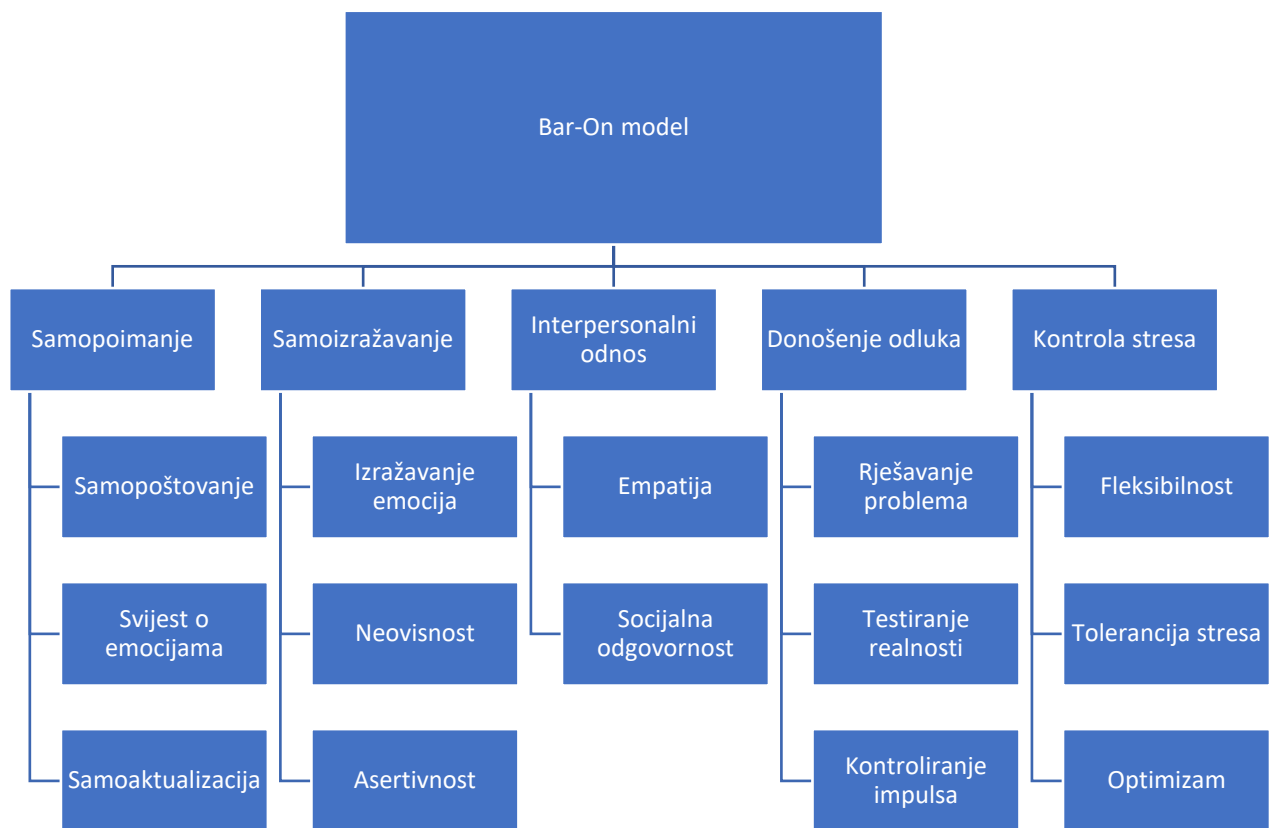 Bar-On model
Samopoimanje
Samoizražavanje
Interpersonalni
odnos
Donošenje odluka
Kontrola stresa
Samopoštovanje
Izražavanje
emocija
Empatija
Rješavanje
problema
Fleksibilnost
Svijest o
emocijama
Neovisnost
Socijalna
odgovornost
Testiranje
realnosti
Tolerancija stresa
Samoaktualizacija
Asertivnost
Kontroliranje
impulsa
Optimizam